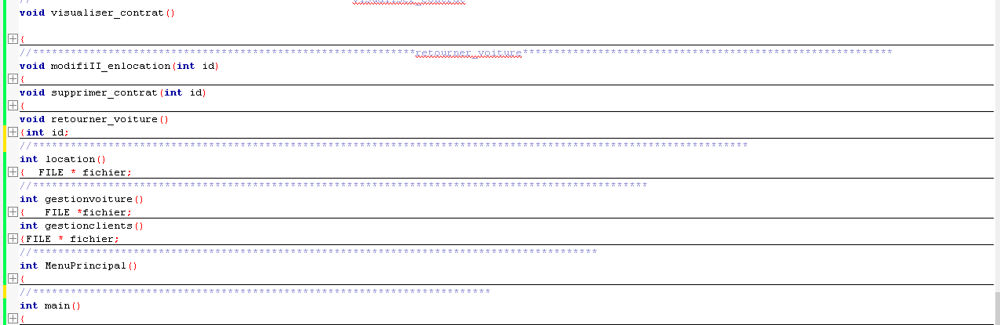 void visualiser_contrat()
{
//*************************************************************retourner_voiture***********************************************************
void modifiII_enlocation(int id)
{
void supprimer_contrat(int id)
{
void retourner_voiture()
{int id;
//******************************************************************************************************************
int location()
{  FILE * fichier;
//**************************************************************************************************
int gestionvoiture()
{   FILE *fichier;
int gestionclients()
{FILE * fichier;
//******************************************************************************************
int MenuPrincipal()
{
//*************************************************************************
int main()
{